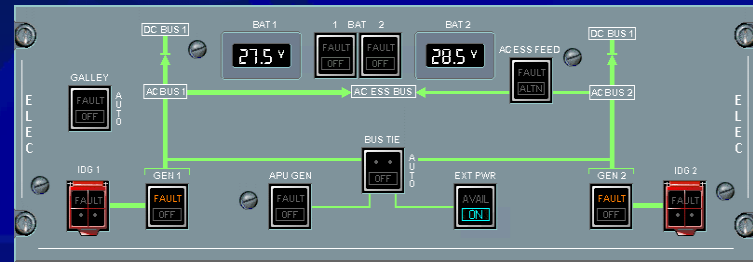 BAT 1
1 BAT 2
BAT 2
DC BUS 1
DC BUS 1
27.5 V
FAULT
OFF
FAULT
OFF
28.5 V
AC ESS FEED
FAULT
ALTN
GALLEY
FAULT
OFF
AUTO
AC BUS 1
AC ESS BUS
AC BUS 2
ELEC
ELEC
BUS TIE
OFF
AUTO
IDG 1
FAULT
GEN 1
FAULT
OFF
APU GEN
FAULT
OFF
EXT PWR
AVAIL
ON
GEN 2
FAULT
OFF
IDG 2
FAULT